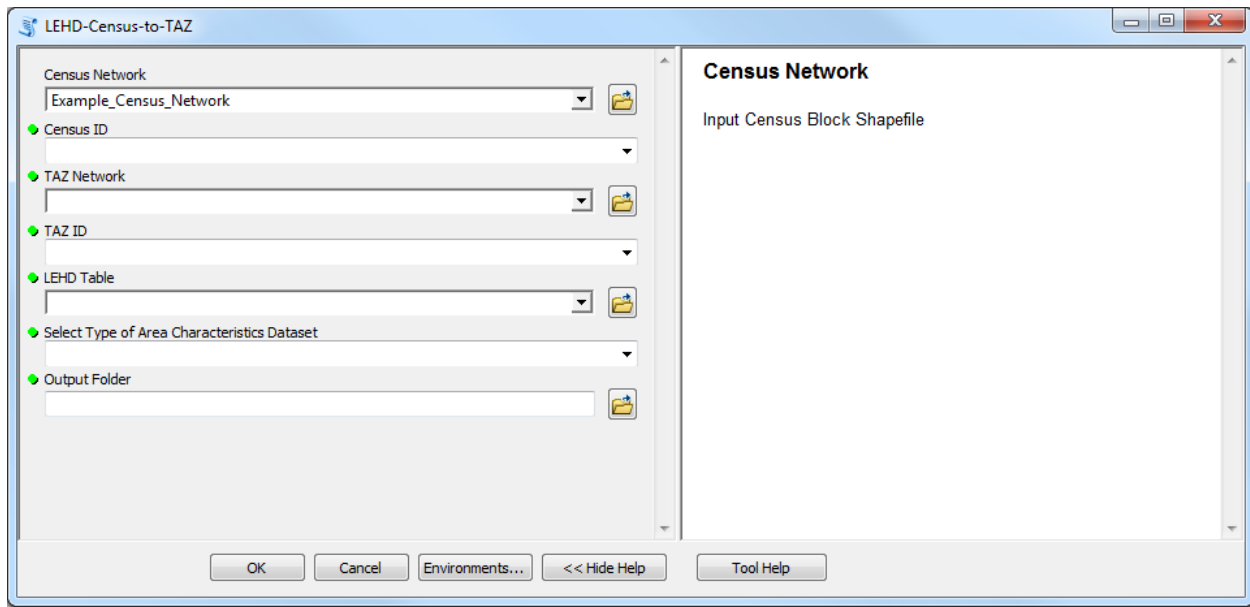 LEHD-Census-to-TAZ
Census Network
Example_Census_Network
Census ID
TAZ Network
TAZ ID
LEHD Table
Select Type of Area Characteristics Dataset
Output Folder
Census Network
Input Census Block Shapefile
OK
Cancel
Environments...
<< Hide Help
Tool Help